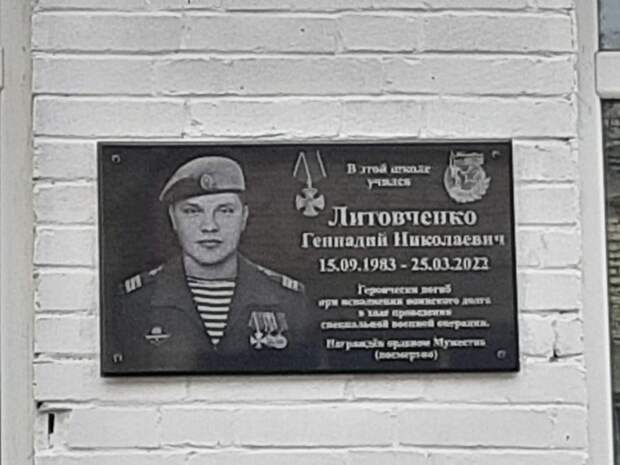 В этой школе
учился
Литовченко
Геннадий Николаевич
15.09.1983 - 25.03.2022
Героически погиб
при исполнении воинского долга
в ходе проведения
специальной военной операции.
Награждён орденом Мужества
(посмертно)